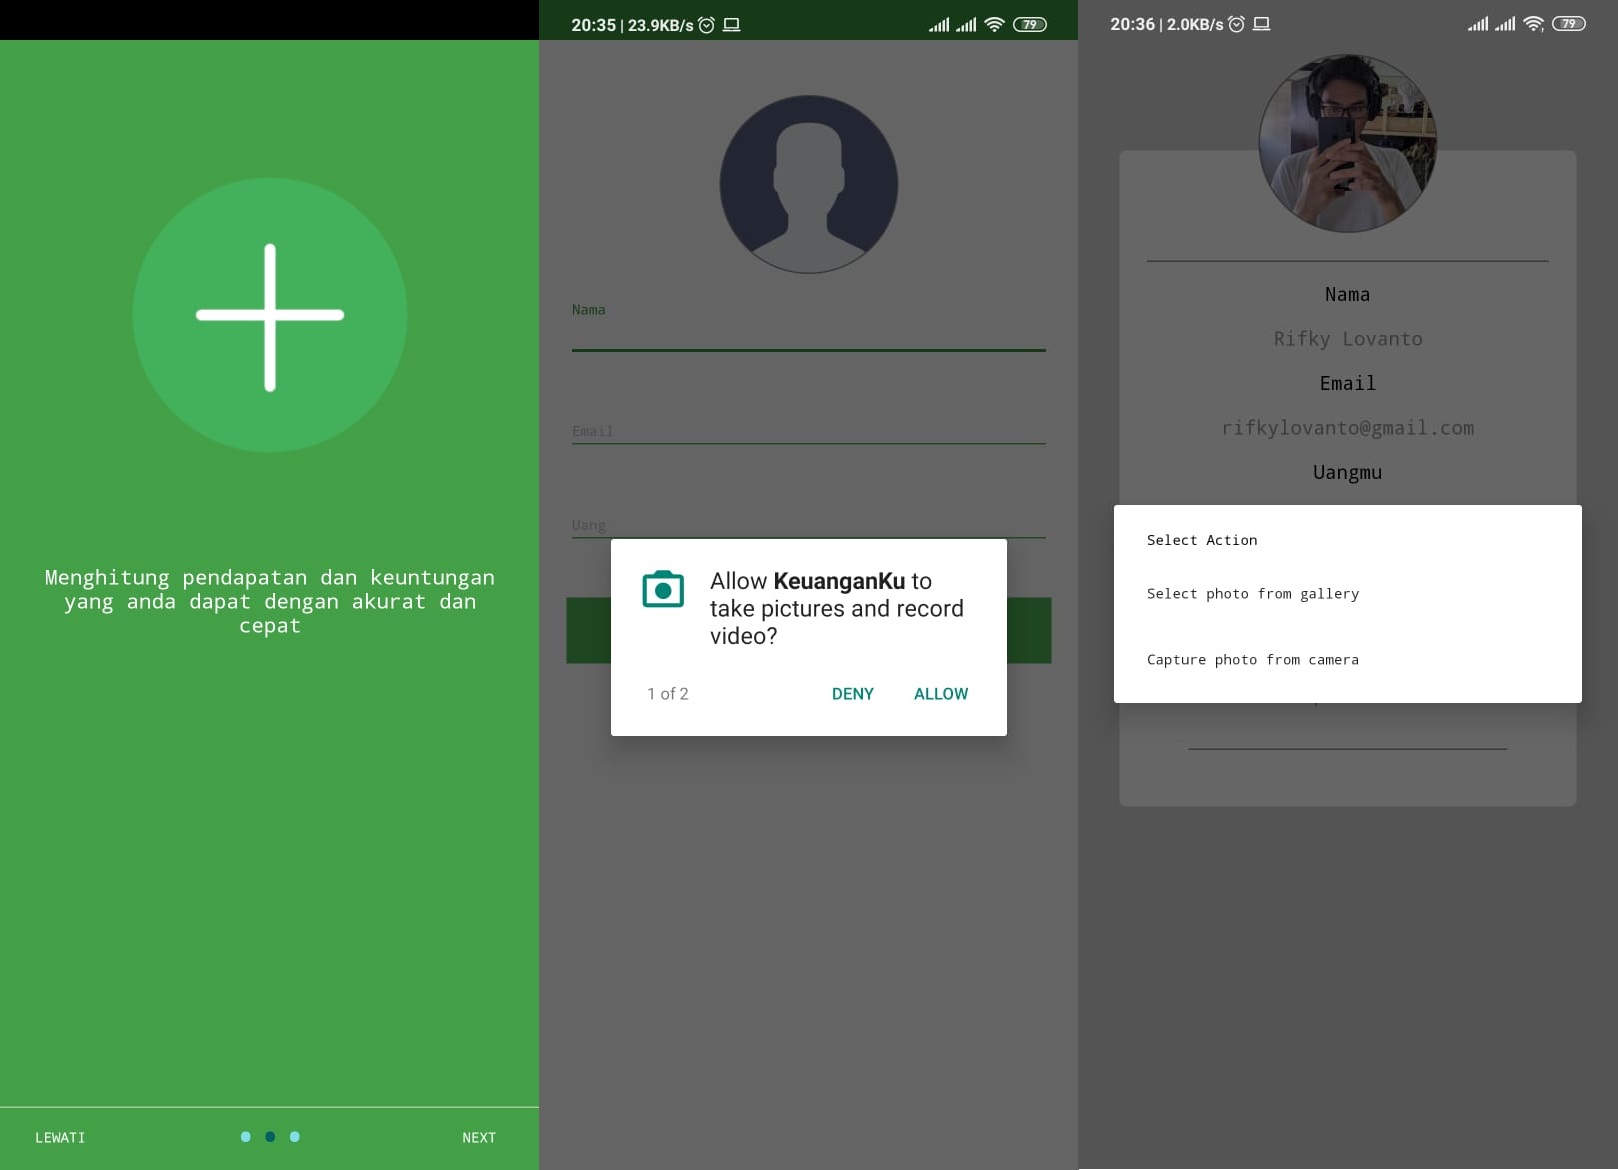 Menghitung pendapatan dan keuntungan
yang anda dapat dengan akurat dan
cepat
LEWATI
NEXT
20:35 | 23.9KB/s
79
Nama
Email
Uang
Allow KeuanganKu to
take pictures and record
video?
1 of 2
DENY
ALLOW
20:36 | 2.0KB/s
79
Nama
Rifky Lovanto
Email
rifkylovanto@gmail.com
Uangmu
Select Action
Select photo from gallery
Capture photo from camera